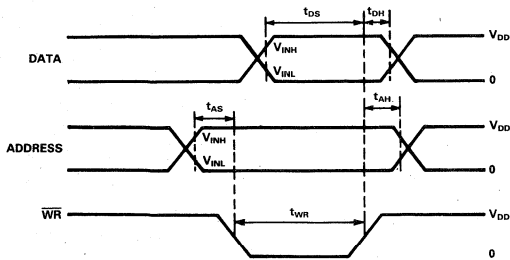 tDS
tDH
VDD
DATA
VINH
VINL
0
tAS
tAH
VDD
ADDRESS
VINH
VINL
0
WR
tWR
VDD
0